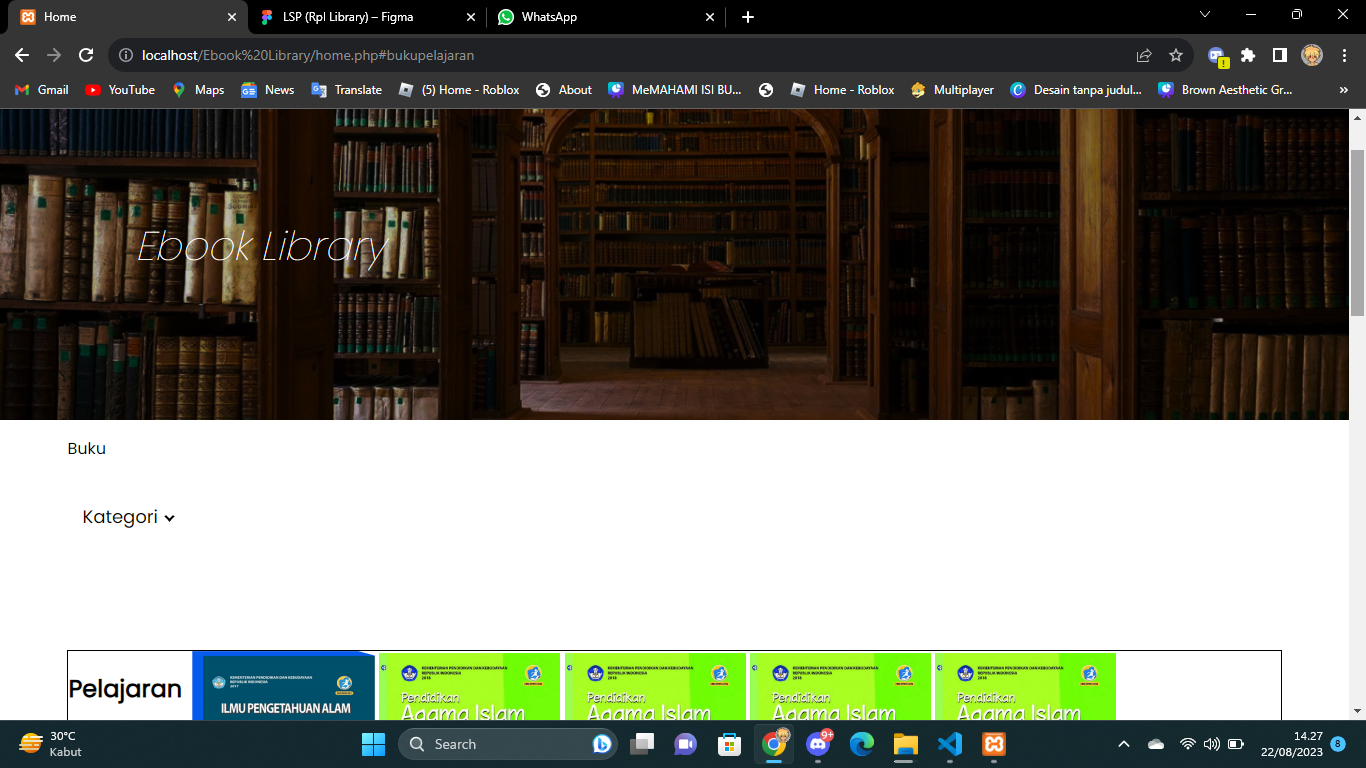 Home
LSP (Rpl Library) – Figma
WhatsApp
localhost/Ebook%20Library/home.php#bukupelajaran
Gmail
YouTube
Maps
News
Translate
(5) Home - Roblox
About
MeMAHAMI ISI BU...
Home - Roblox
Multiplayer
Desain tanpa judul...
Brown Aesthetic Gr...
»
Ebook Library
Buku
Kategori
Pelajaran
KEMENTERIAN PENDIDIKAN DAN KEBUDAYAAN
REPUBLIK INDONESIA
2017
ILMU PENGETAHUAN ALAM
KEMENTERIAN PENDIDIKAN DAN KEBUDAYAAN
REPUBLIK INDONESIA
2018
Pendidikan
Agama Islam
KEMENTERIAN PENDIDIKAN DAN KEBUDAYAAN
REPUBLIK INDONESIA
2018
Pendidikan
Agama Islam
KEMENTERIAN PENDIDIKAN DAN KEBUDAYAAN
REPUBLIK INDONESIA
2018
Pendidikan
Agama Islam
KEMENTERIAN PENDIDIKAN DAN KEBUDAYAAN
REPUBLIK INDONESIA
2018
Pendidikan
Agama Islam
30°C
Kabut
Search
9+
14.27
22/08/2023
8